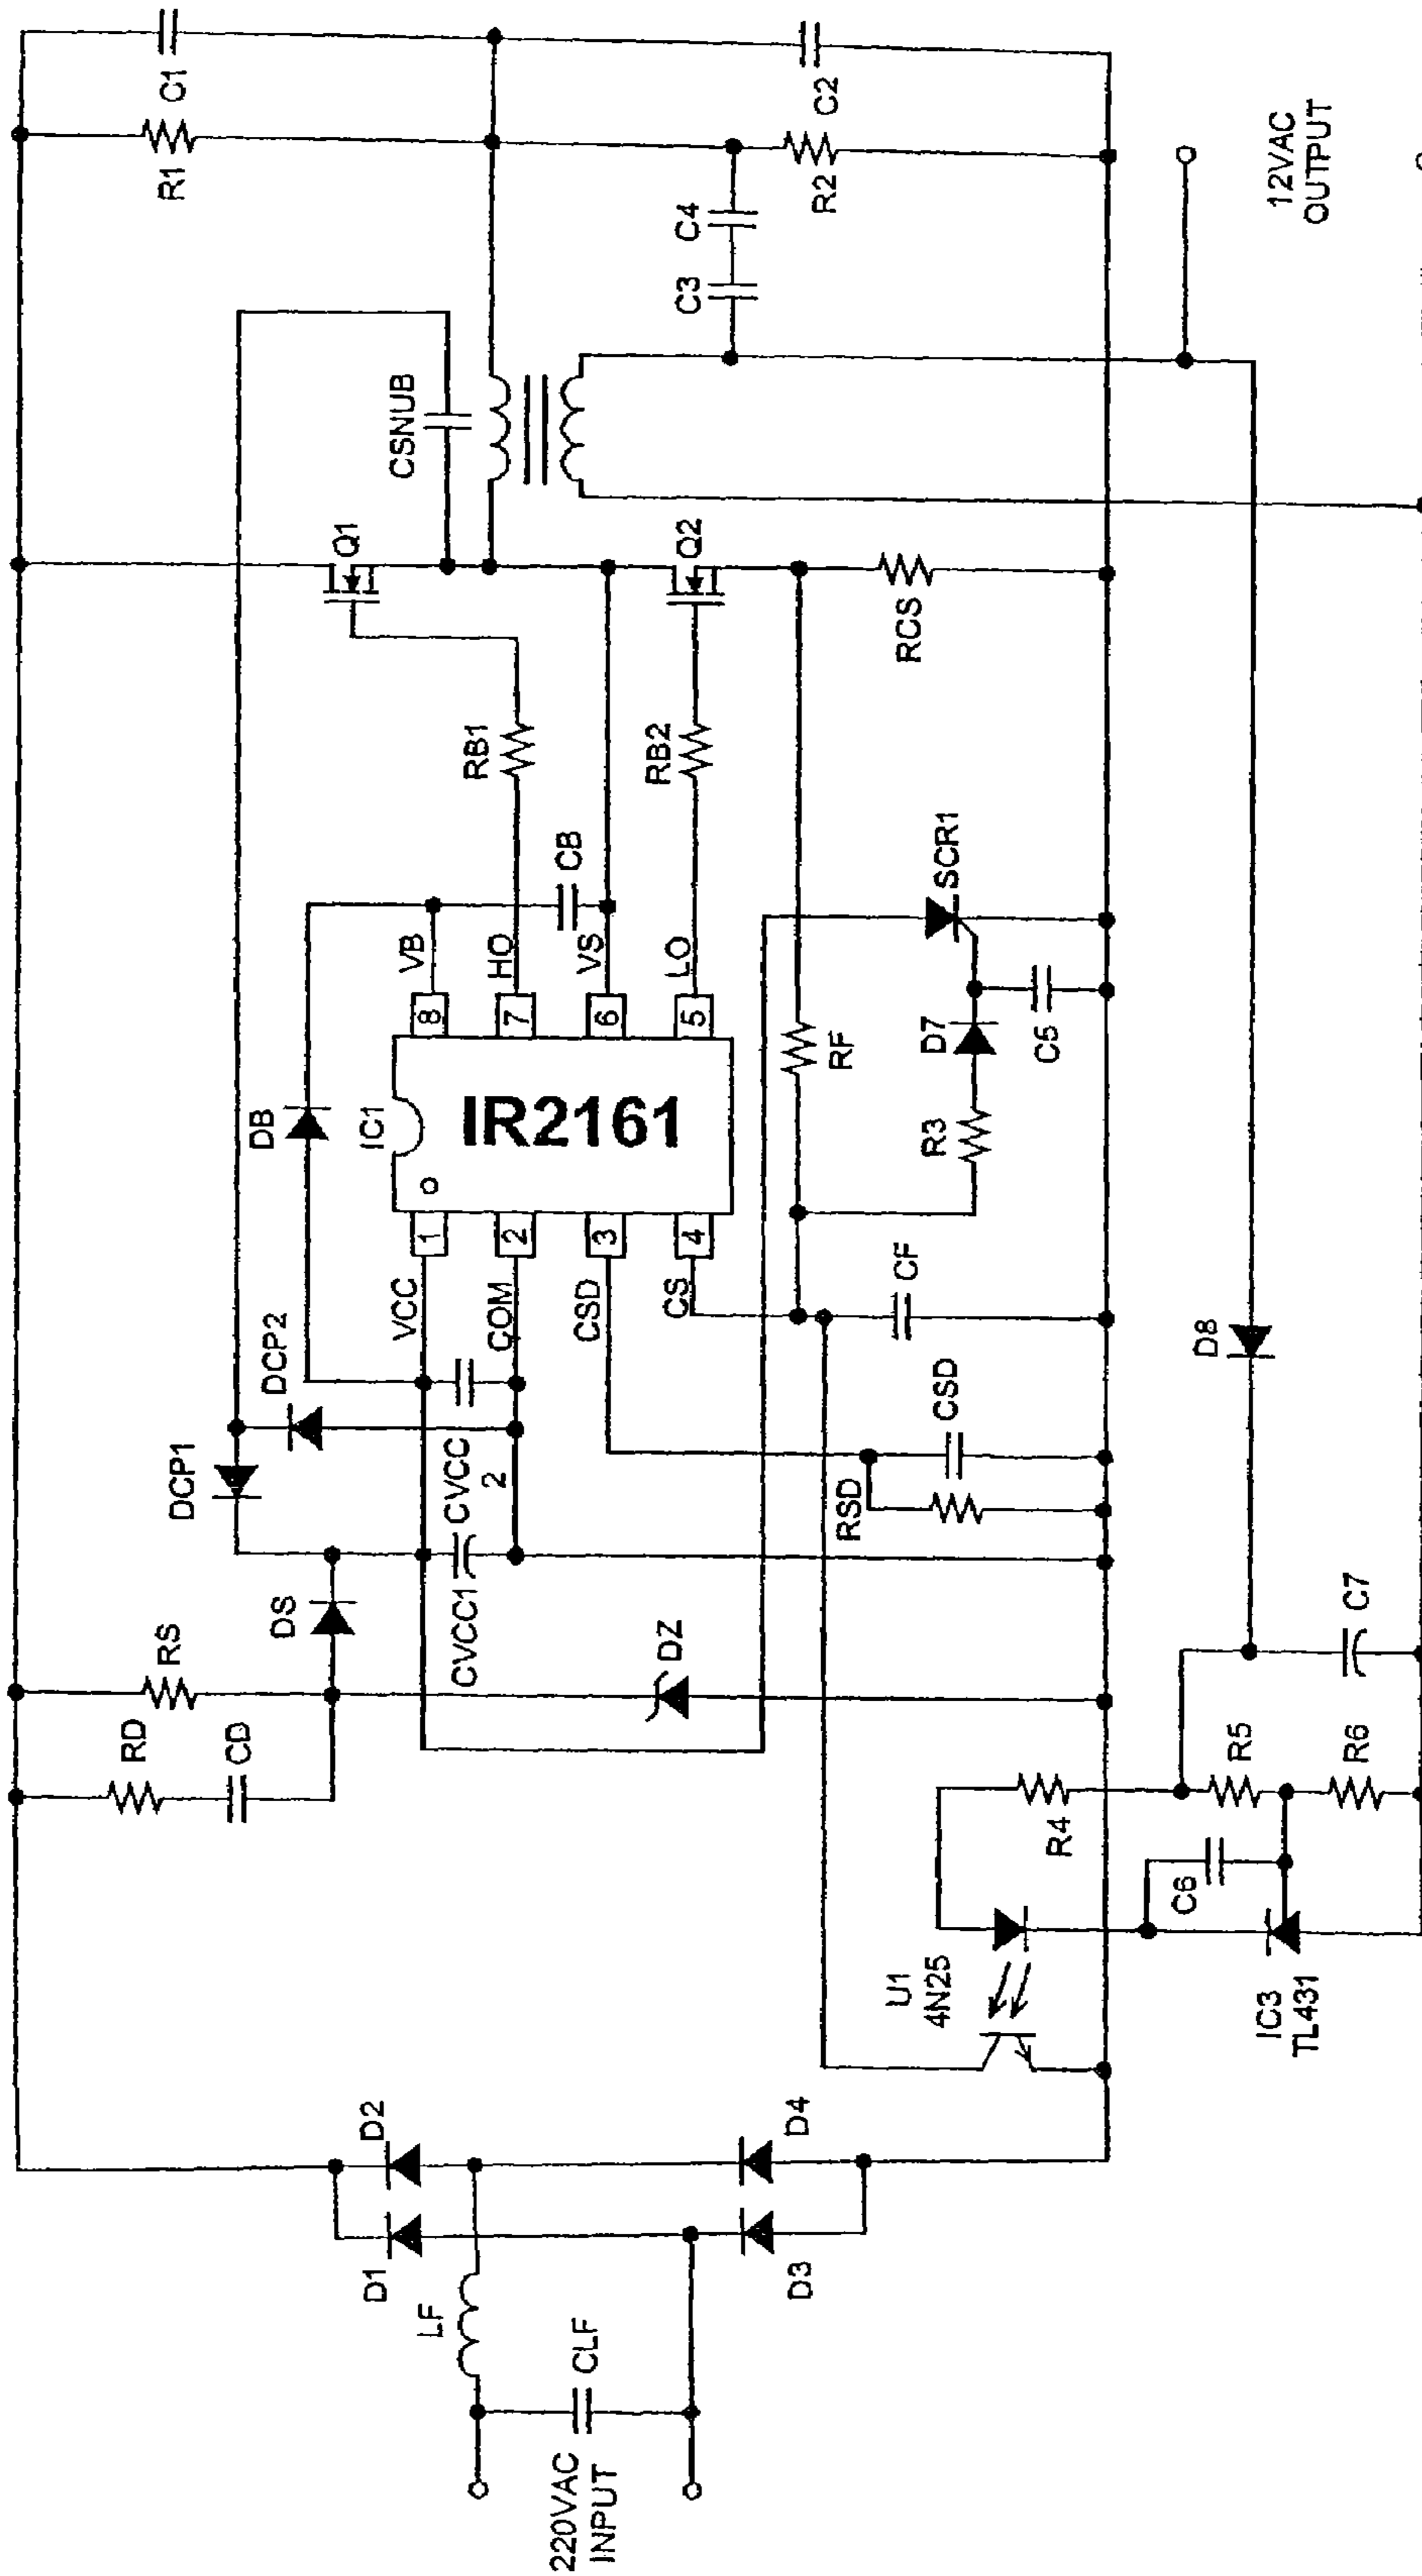 220VAC
INPUT
CLF
LF
D1
D2
D3
D4
RD
CD
RS
DS
DCP1
DCP2
CVCC1
CVCC
2
DZ
DB
IC1
IR2161
1
2
3
4
5
6
7
8
VCC
COM
CSD
CS
VB
HO
VS
LO
CB
RB1
RB2
Q1
Q2
CSNUB
R1
C1
R2
C2
C3
C4
RCS
RF
SCR1
D7
R3
C5
CF
CSD
RSD
U1
4N25
R4
C6
IC3
TL431
R5
R6
C7
D8
12VAC
OUTPUT